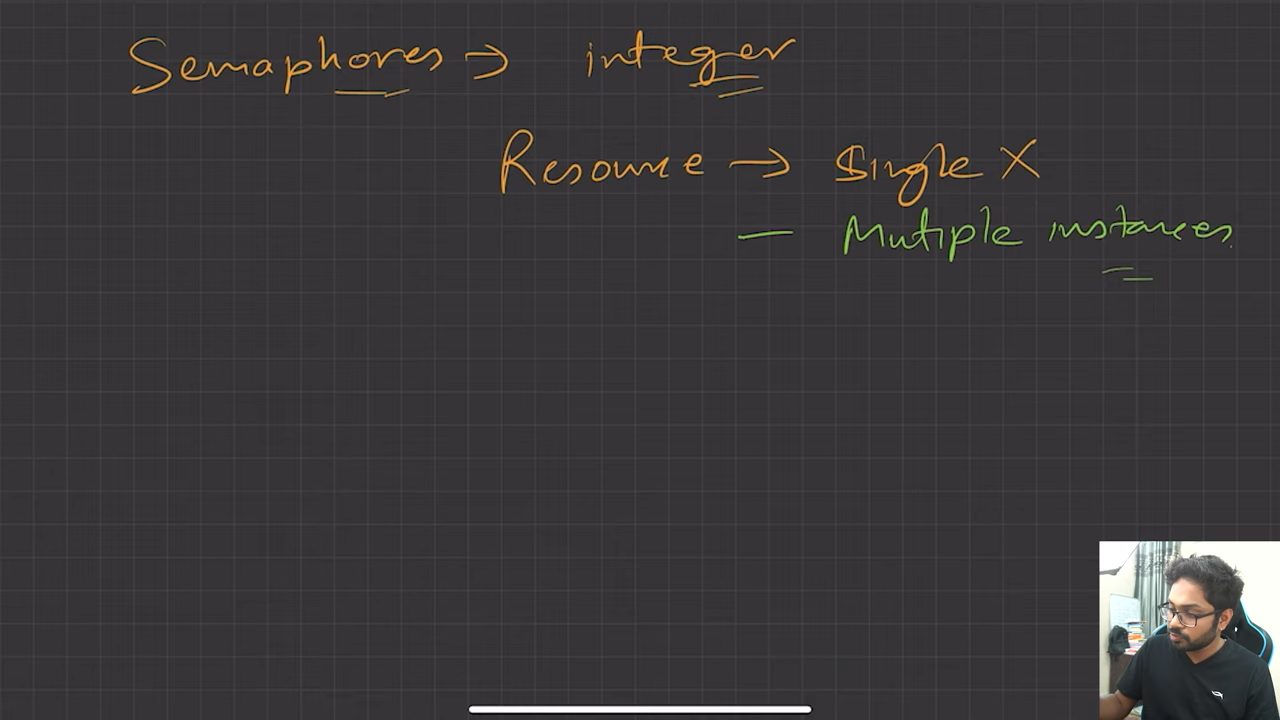 Semaphores → integer
Resource → Single X
— Mutiple instances